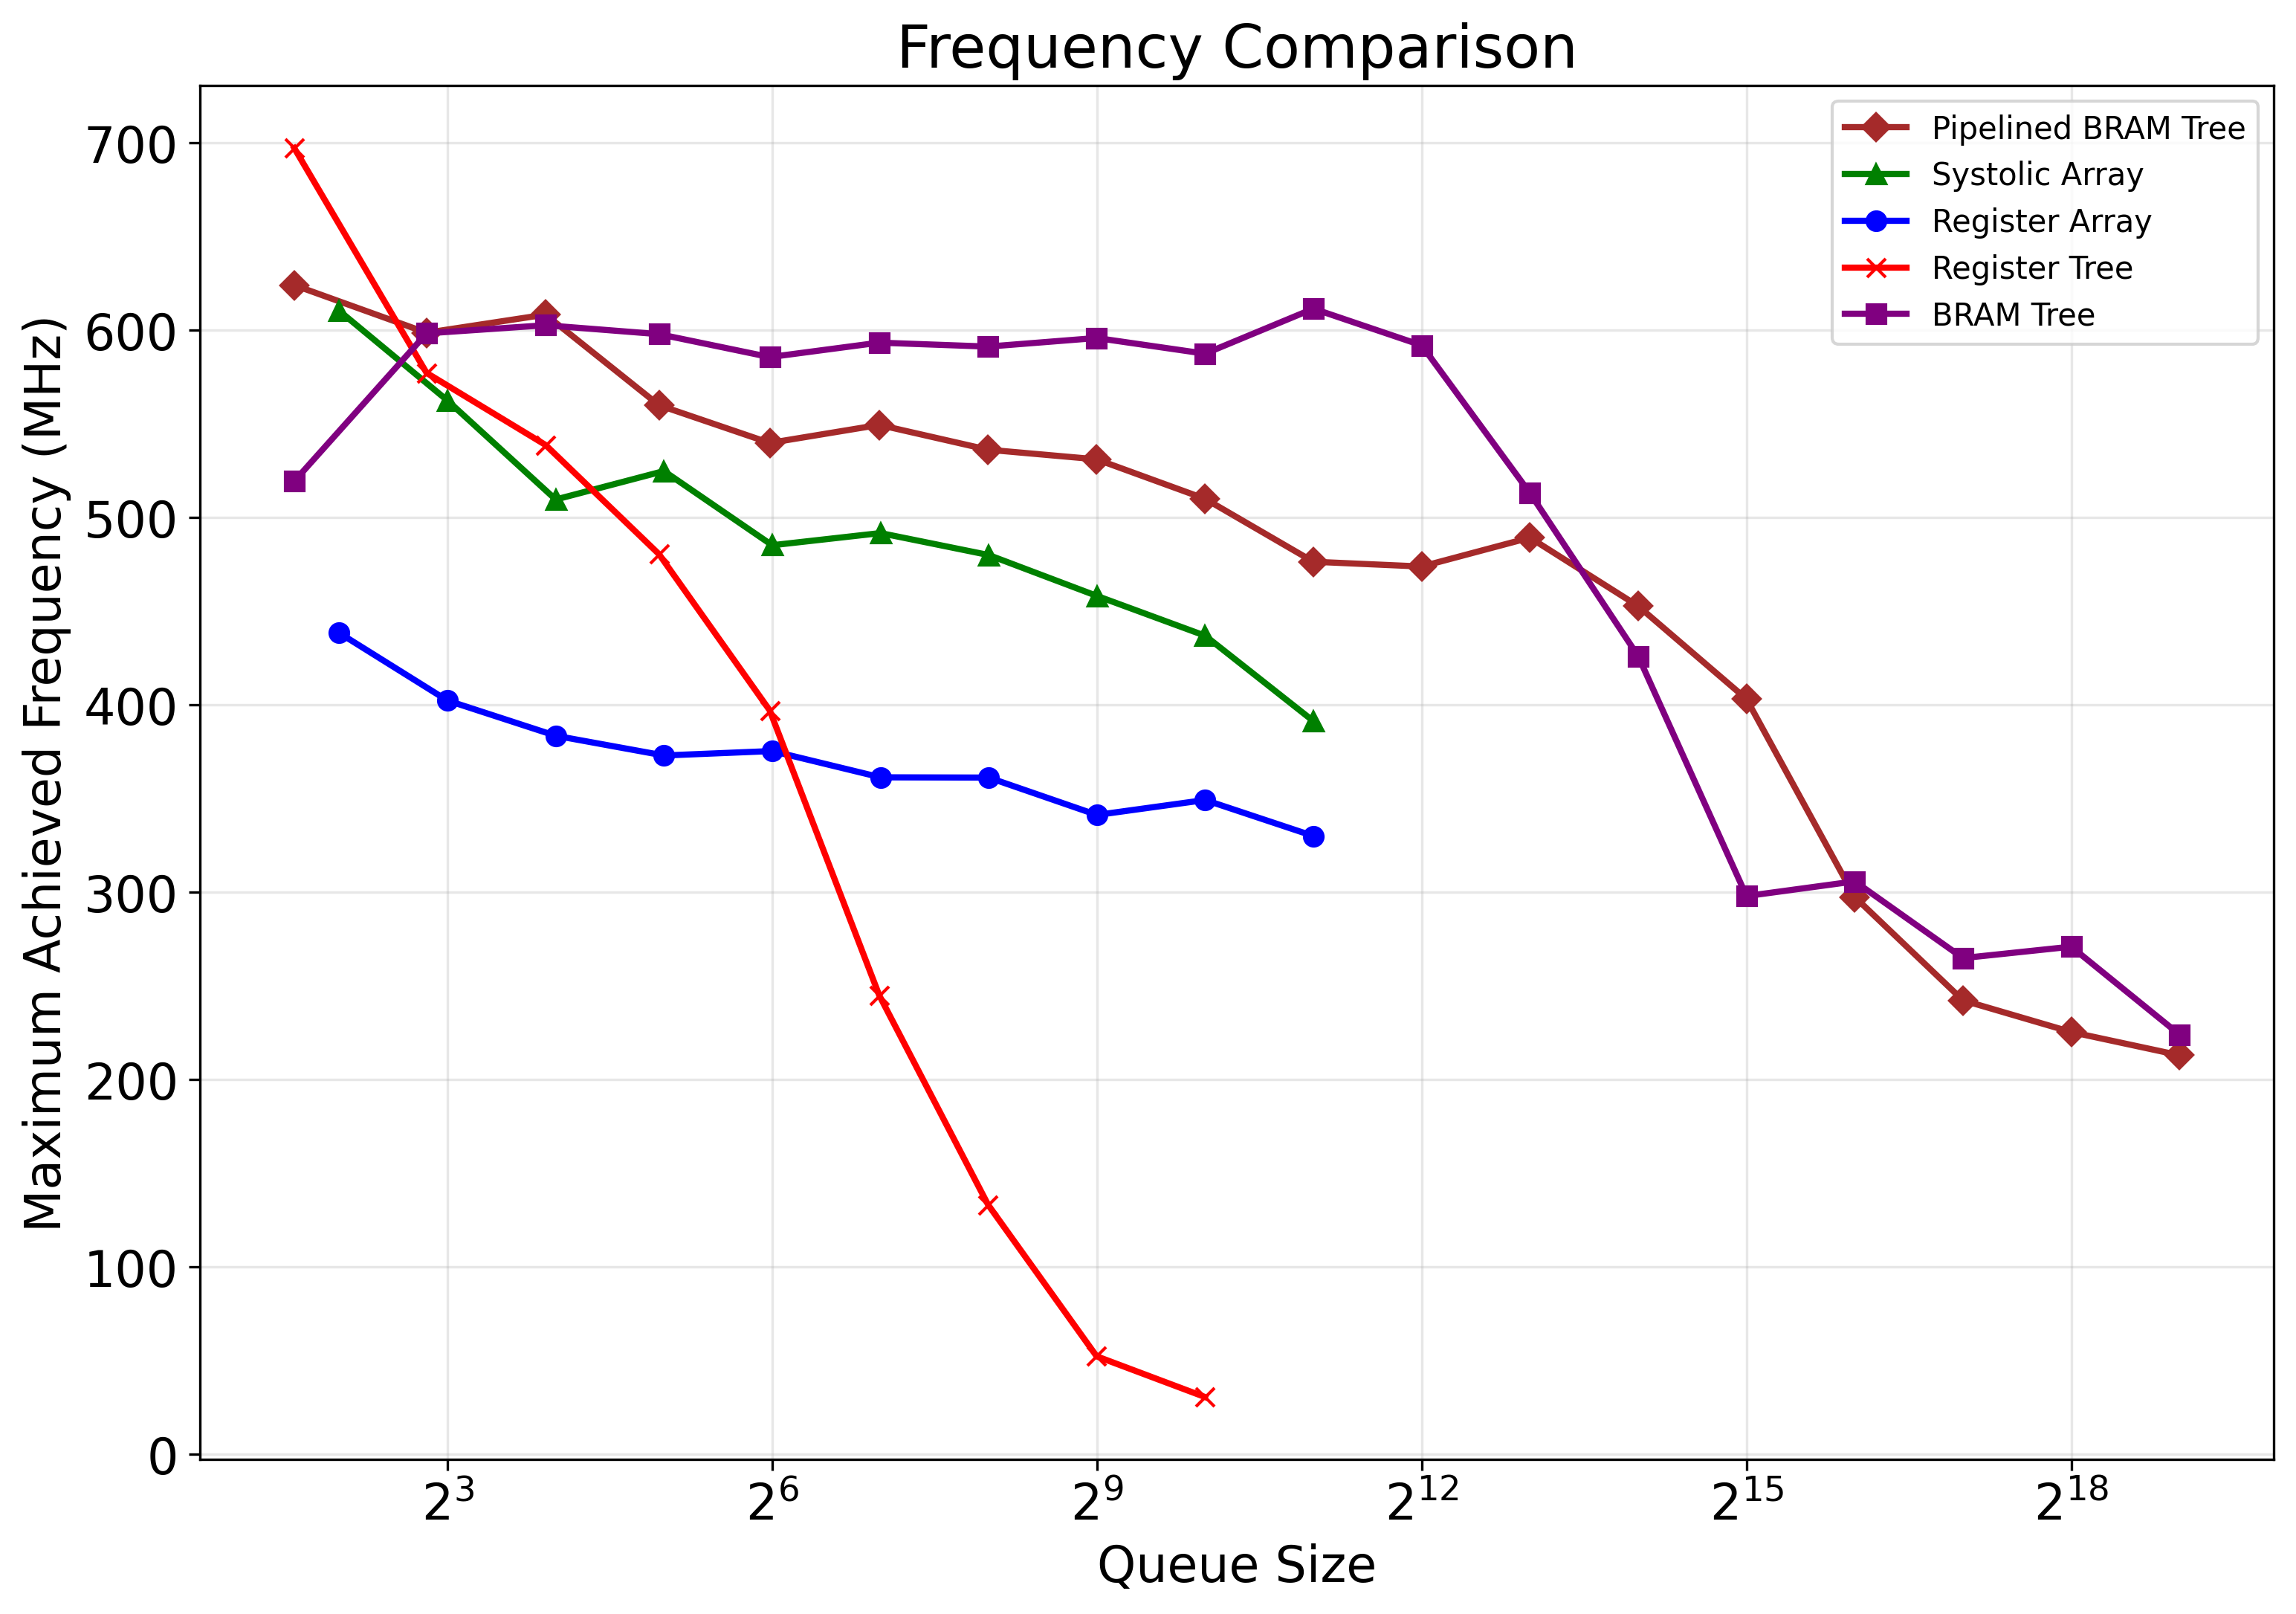 Frequency Comparison
Maximum Achieved Frequency (MHz)
700
600
500
400
300
200
100
0
Pipelined BRAM Tree
Systolic Array
Register Array
Register Tree
BRAM Tree
2³ 2⁶ 2⁹ 2¹² 2¹⁵ 2¹⁸
Queue Size